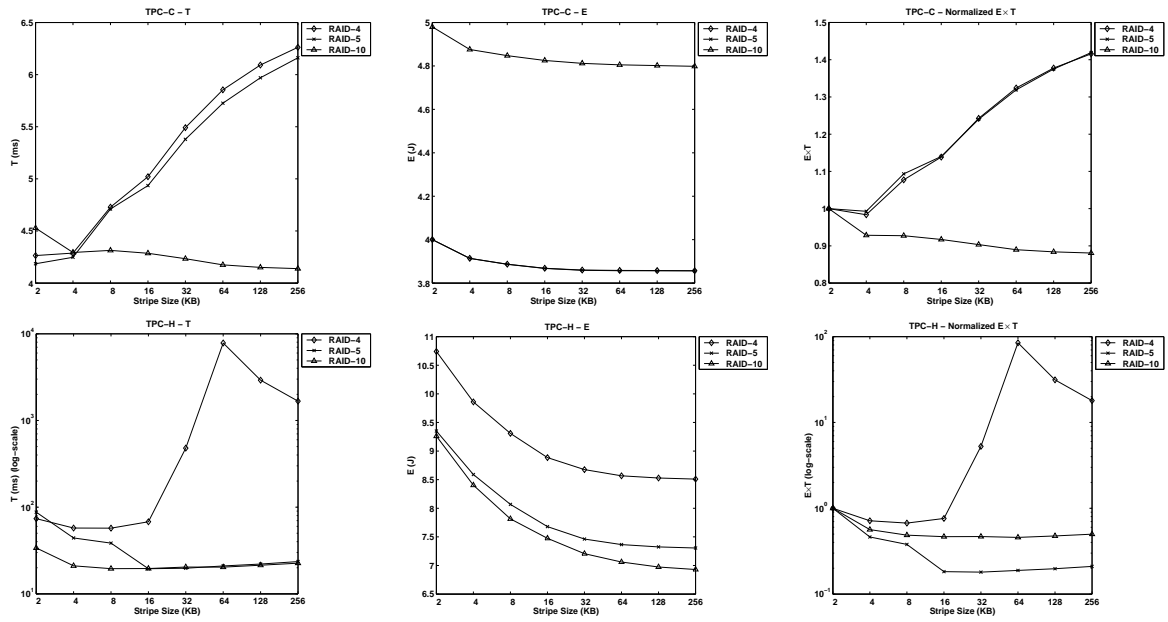 TPC−C − T
6.5
6
5.5
5
4.5
4
T (ms)
2 4 8 16 32 64 128 256
Stripe Size (KB)
RAID−4
RAID−5
RAID−10
TPC−C − E
5
4.8
4.6
4.4
4.2
4
3.8
E (J)
2 4 8 16 32 64 128 256
Stripe Size (KB)
RAID−4
RAID−5
RAID−10
TPC−C − Normalized E× T
1.5
1.4
1.3
1.2
1.1
1
0.9
0.8
E×T
2 4 8 16 32 64 128 256
Stripe Size (KB)
RAID−4
RAID−5
RAID−10
TPC−H − T
10^4
10^3
10^2
10^1
T (ms) (log−scale)
2 4 8 16 32 64 128 256
Stripe Size (KB)
RAID−4
RAID−5
RAID−10
TPC−H − E
11
10.5
10
9.5
9
8.5
8
7.5
7
6.5
E (J)
2 4 8 16 32 64 128 256
Stripe Size (KB)
RAID−4
RAID−5
RAID−10
TPC−H − Normalized E× T
10^2
10^1
10^0
10^−1
E×T (log−scale)
2 4 8 16 32 64 128 256
Stripe Size (KB)
RAID−4
RAID−5
RAID−10